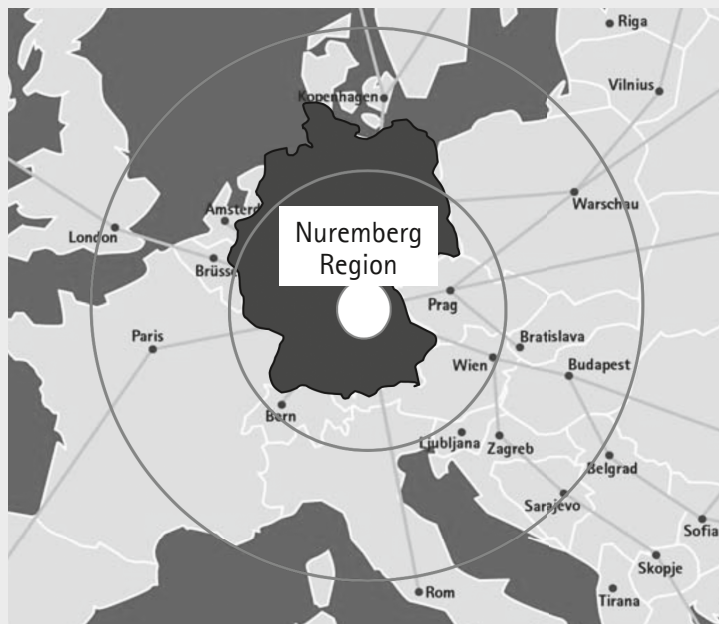 Riga
Vilnius
Kopenhagen
Warschau
Amsterd
London
Nuremberg
Region
Brüsse
Prag
Paris
Bratislava
Wien
Budapest
Bern
Ljubljana
Zagreb
Belgrad
Sarajevo
Sofia
Skopje
Rom
Tirana